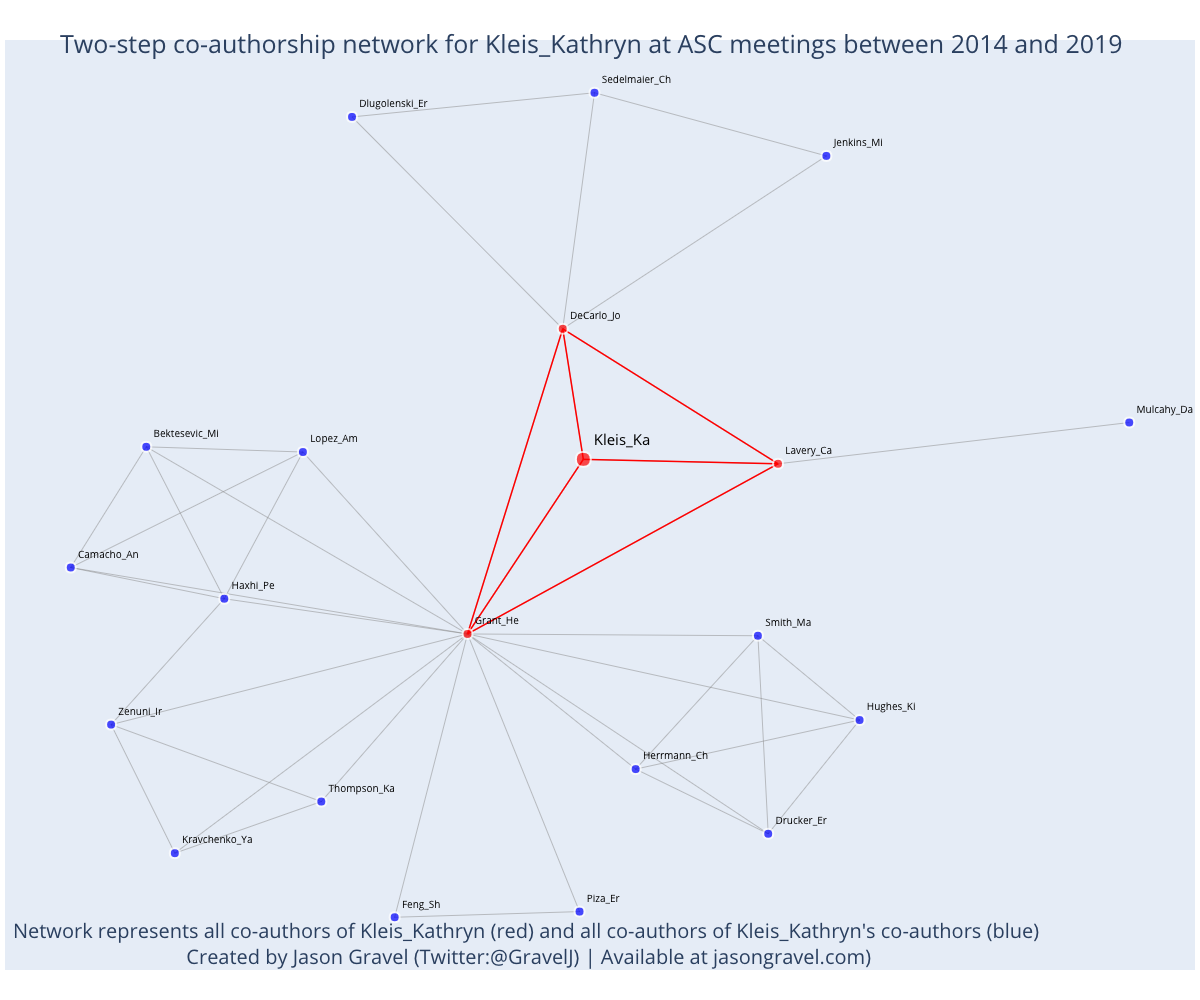 Two-step co-authorship network for Kleis_Kathryn at ASC meetings between 2014 and 2019
Sedelmaier_Ch
Dlugolenski_Er
Jenkins_Mi
DeCarlo_Jo
Mulcahy_Da
Bektesevic_Mi
Lopez_Am
Kleis_Ka
Lavery_Ca
Camacho_An
Haxhi_Pe
Grant_He
Smith_Ma
Zenuni_Ir
Hughes_Ki
Herrmann_Ch
Thompson_Ka
Drucker_Er
Kravchenko_Ya
Feng_Sh
Piza_Er
Network represents all co-authors of Kleis_Kathryn (red) and all co-authors of Kleis_Kathryn's co-authors (blue)
Created by Jason Gravel (Twitter:@GravelJ) | Available at jasongravel.com)